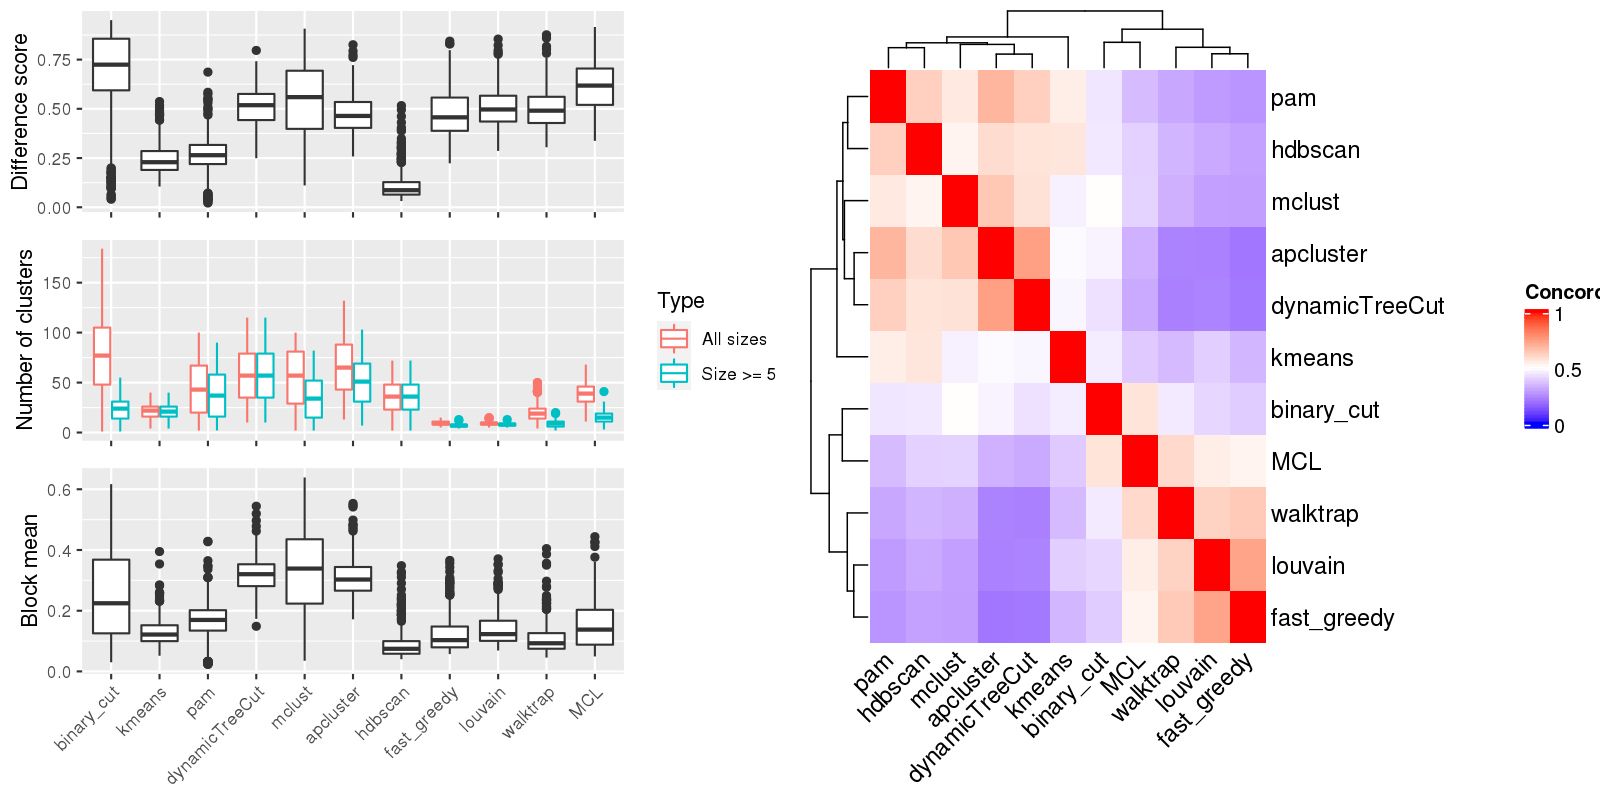 Difference score
0.75
0.50
0.25
0.00
Number of clusters
150
100
50
0
Block mean
0.6
0.4
0.2
0.0
binary_cut
kmeans
pam
dynamicTreeCut
mclust
apcluster
hdbscan
fast_greedy
louvain
walktrap
MCL
Type
All sizes
Size >= 5
pam
hdbscan
mclust
apcluster
dynamicTreeCut
kmeans
binary_cut
MCL
walktrap
louvain
fast_greedy
pam
hdbscan
mclust
apcluster
dynamicTreeCut
kmeans
binary_cut
MCL
walktrap
louvain
fast_greedy
Concord
1
0.5
0